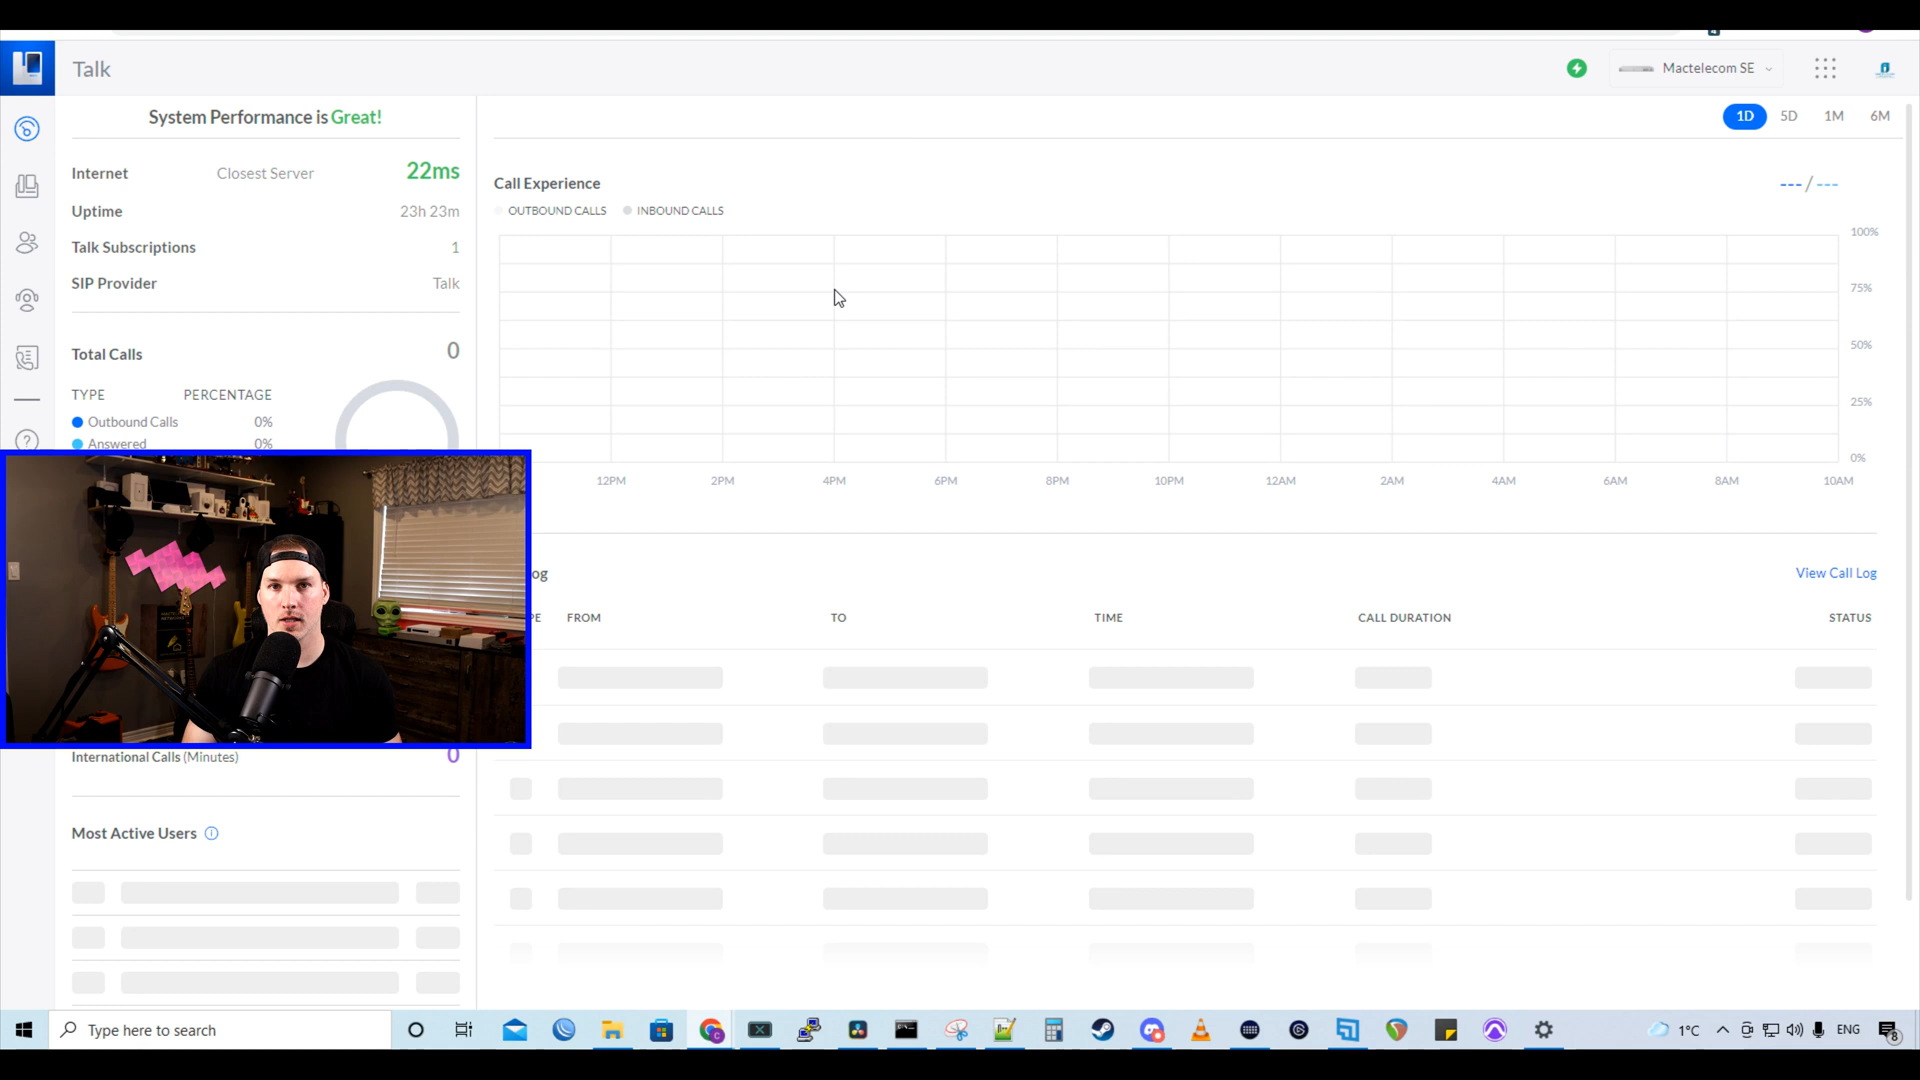 Talk
Mactelecom SE
System Performance is Great!
1D 5D 1M 6M
Internet Closest Server 22ms
Uptime 23h 23m
Talk Subscriptions 1
SIP Provider Talk
Total Calls 0
TYPE PERCENTAGE
Outbound Calls 0%
Answered 0%
International Calls (Minutes) 0
Most Active Users
Call Experience
--- / ---
OUTBOUND CALLS INBOUND CALLS
100%
75%
50%
25%
0%
12PM 2PM 4PM 6PM 8PM 10PM 12AM 2AM 4AM 6AM 8AM 10AM
og View Call Log
PE FROM TO TIME CALL DURATION STATUS
Type here to search
1°C ENG 8